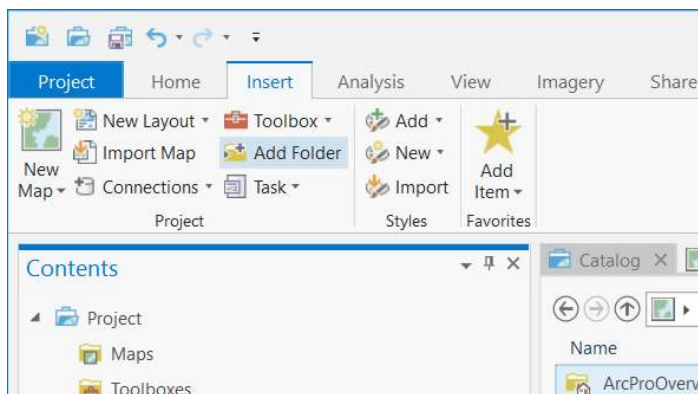 Project Home Insert Analysis View Imagery Share
New Layout Toolbox Add
Import Map Add Folder New
New Map Connections Task Import Add Item
Project Styles Favorites
Contents Catalog
Project
Maps Name
Toolboxes ArcProOverv